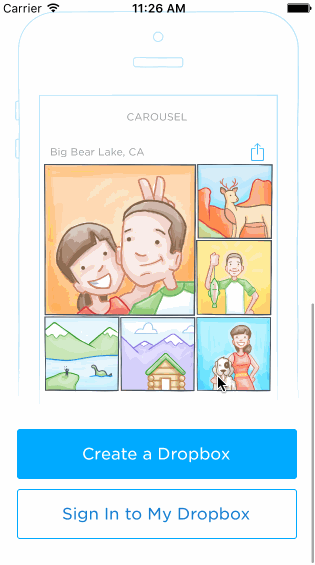 Carrier 11:26 AM
CAROUSEL
Big Bear Lake, CA
Create a Dropbox
Sign In to My Dropbox